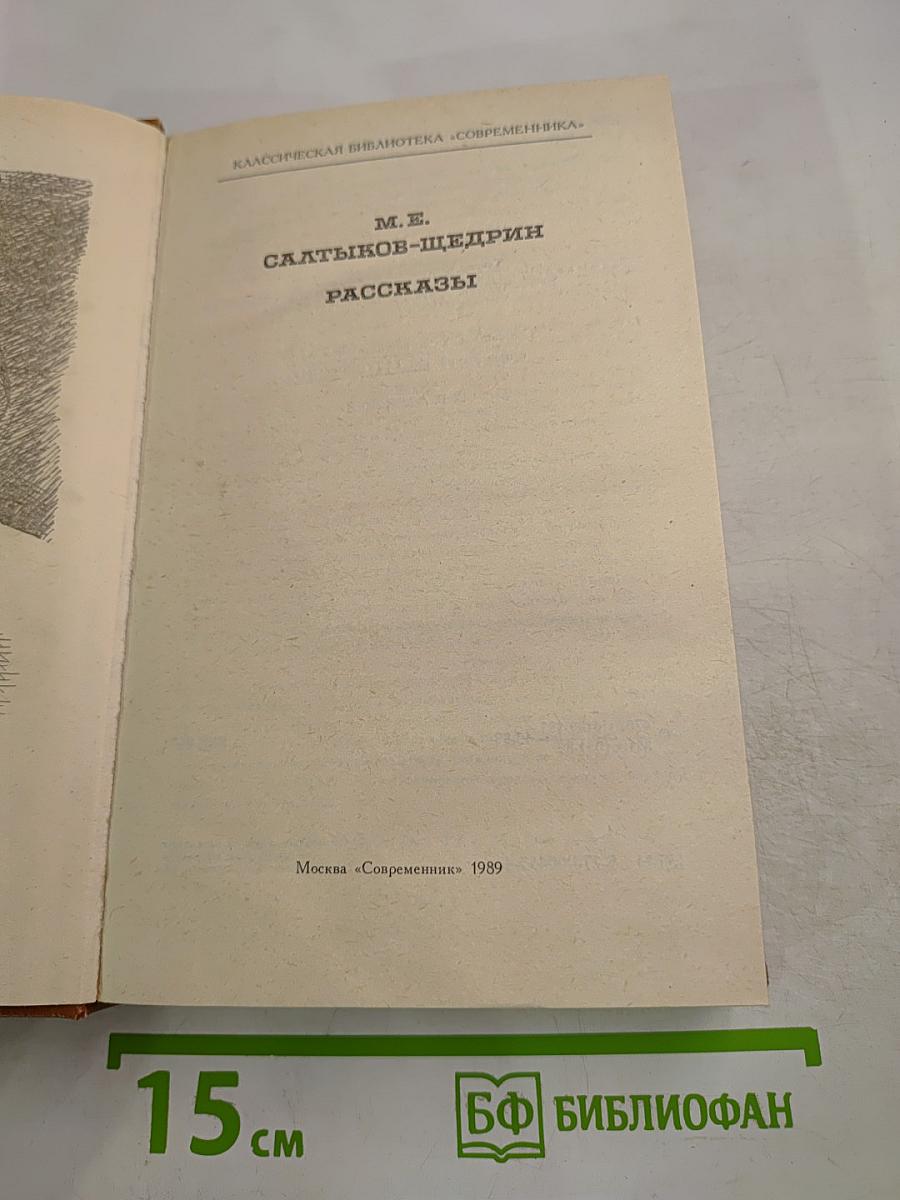 КЛАССИЧЕСКАЯ БИБЛИОТЕКА «СОВРЕМЕННИКА»
М. Е.
САЛТЫКОВ-ЩЕДРИН
РАССКАЗЫ
Москва «Современник» 1989
15 см
БФ БИБЛИОФАН